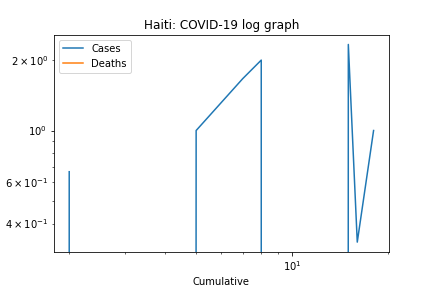 Haiti: COVID-19 log graph
Cases
Deaths
2 × 10⁰
10⁰
6 × 10⁻¹
4 × 10⁻¹
10¹
Cumulative